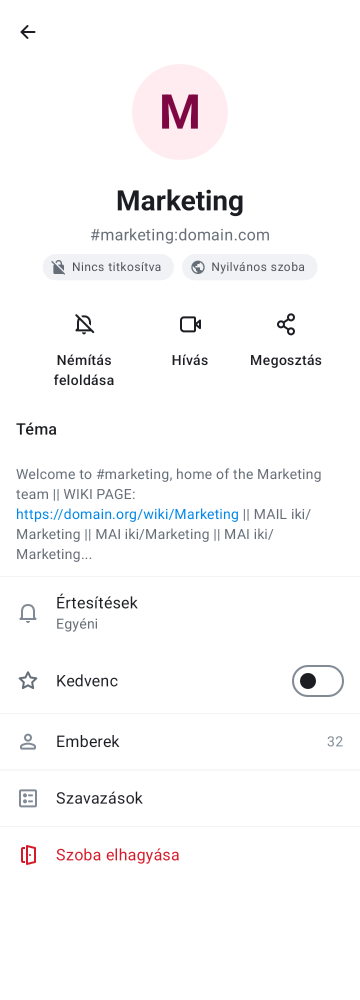 M
Marketing
#marketing:domain.com
Nincs titkosítva
Nyilvános szoba
Némítás
feloldása
Hívás
Megosztás
Téma
Welcome to #marketing, home of the Marketing
team || WIKI PAGE:
https://domain.org/wiki/Marketing || MAIL iki/
Marketing || MAI iki/Marketing || MAI iki/
Marketing...
Értesítések
Egyéni
Kedvenc
Emberek
32
Szavazások
Szoba elhagyása